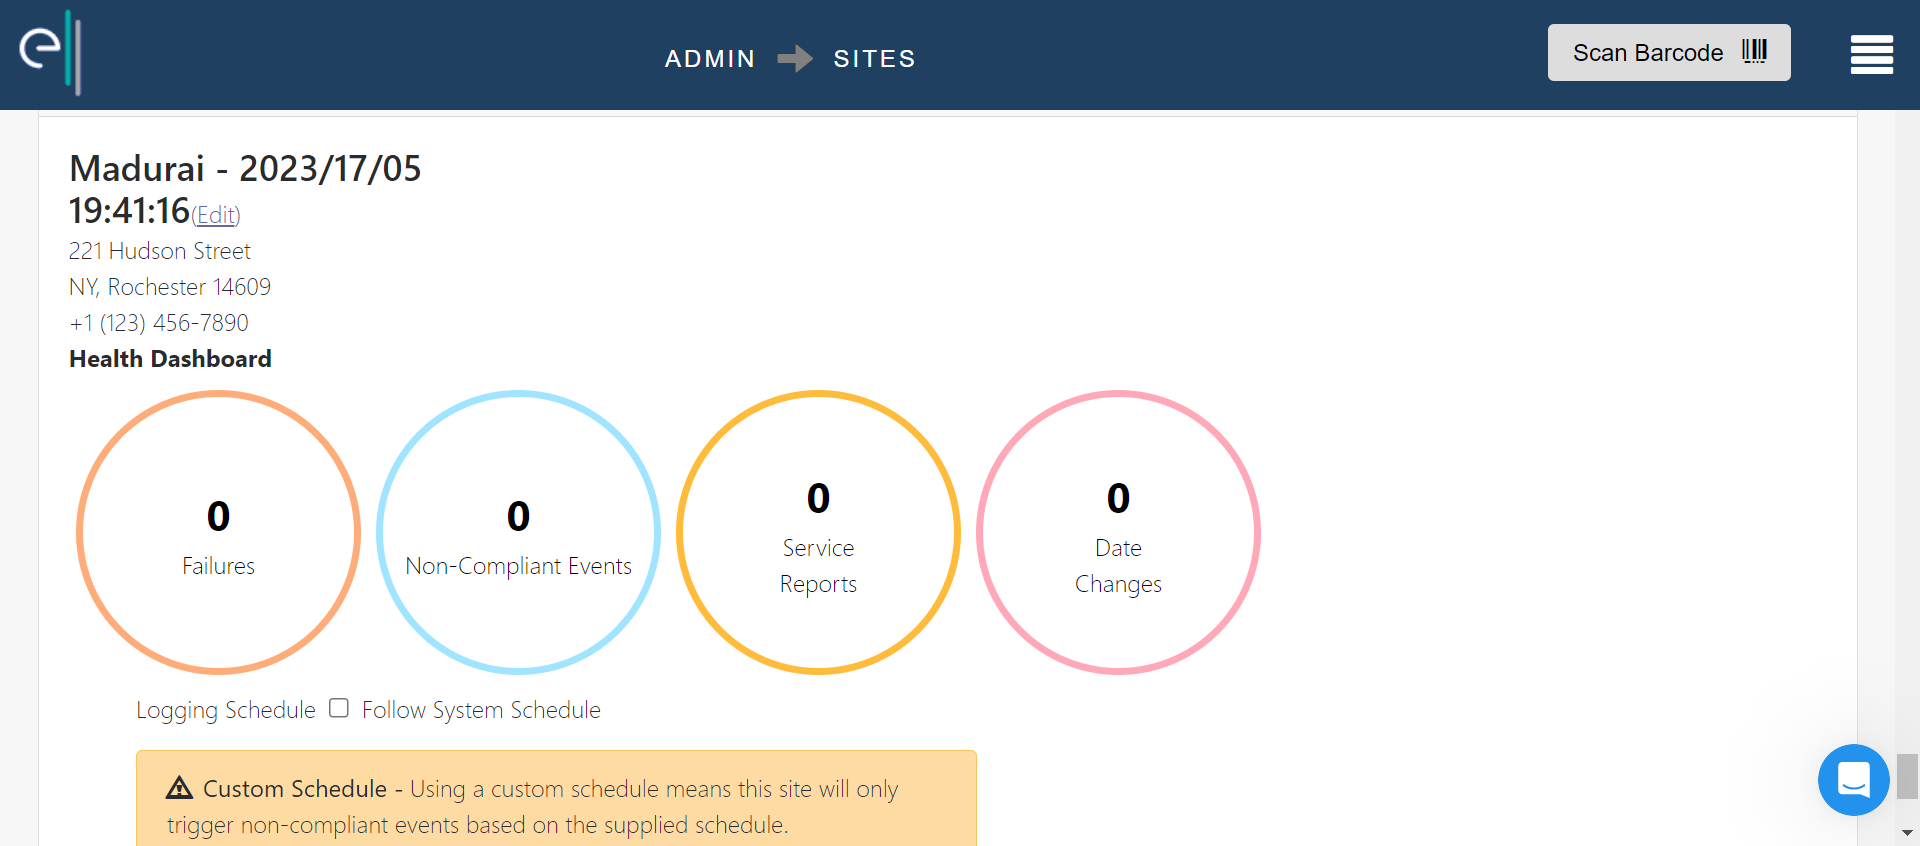 ell
ADMIN SITES
Scan Barcode
Madurai - 2023/17/05
19:41:16(Edit)
221 Hudson Street
NY, Rochester 14609
+1 (123) 456-7890
Health Dashboard
0
Failures
0
Non-Compliant Events
0
Service
Reports
0
Date
Changes
Logging Schedule Follow System Schedule
Custom Schedule - Using a custom schedule means this site will only
trigger non-compliant events based on the supplied schedule.